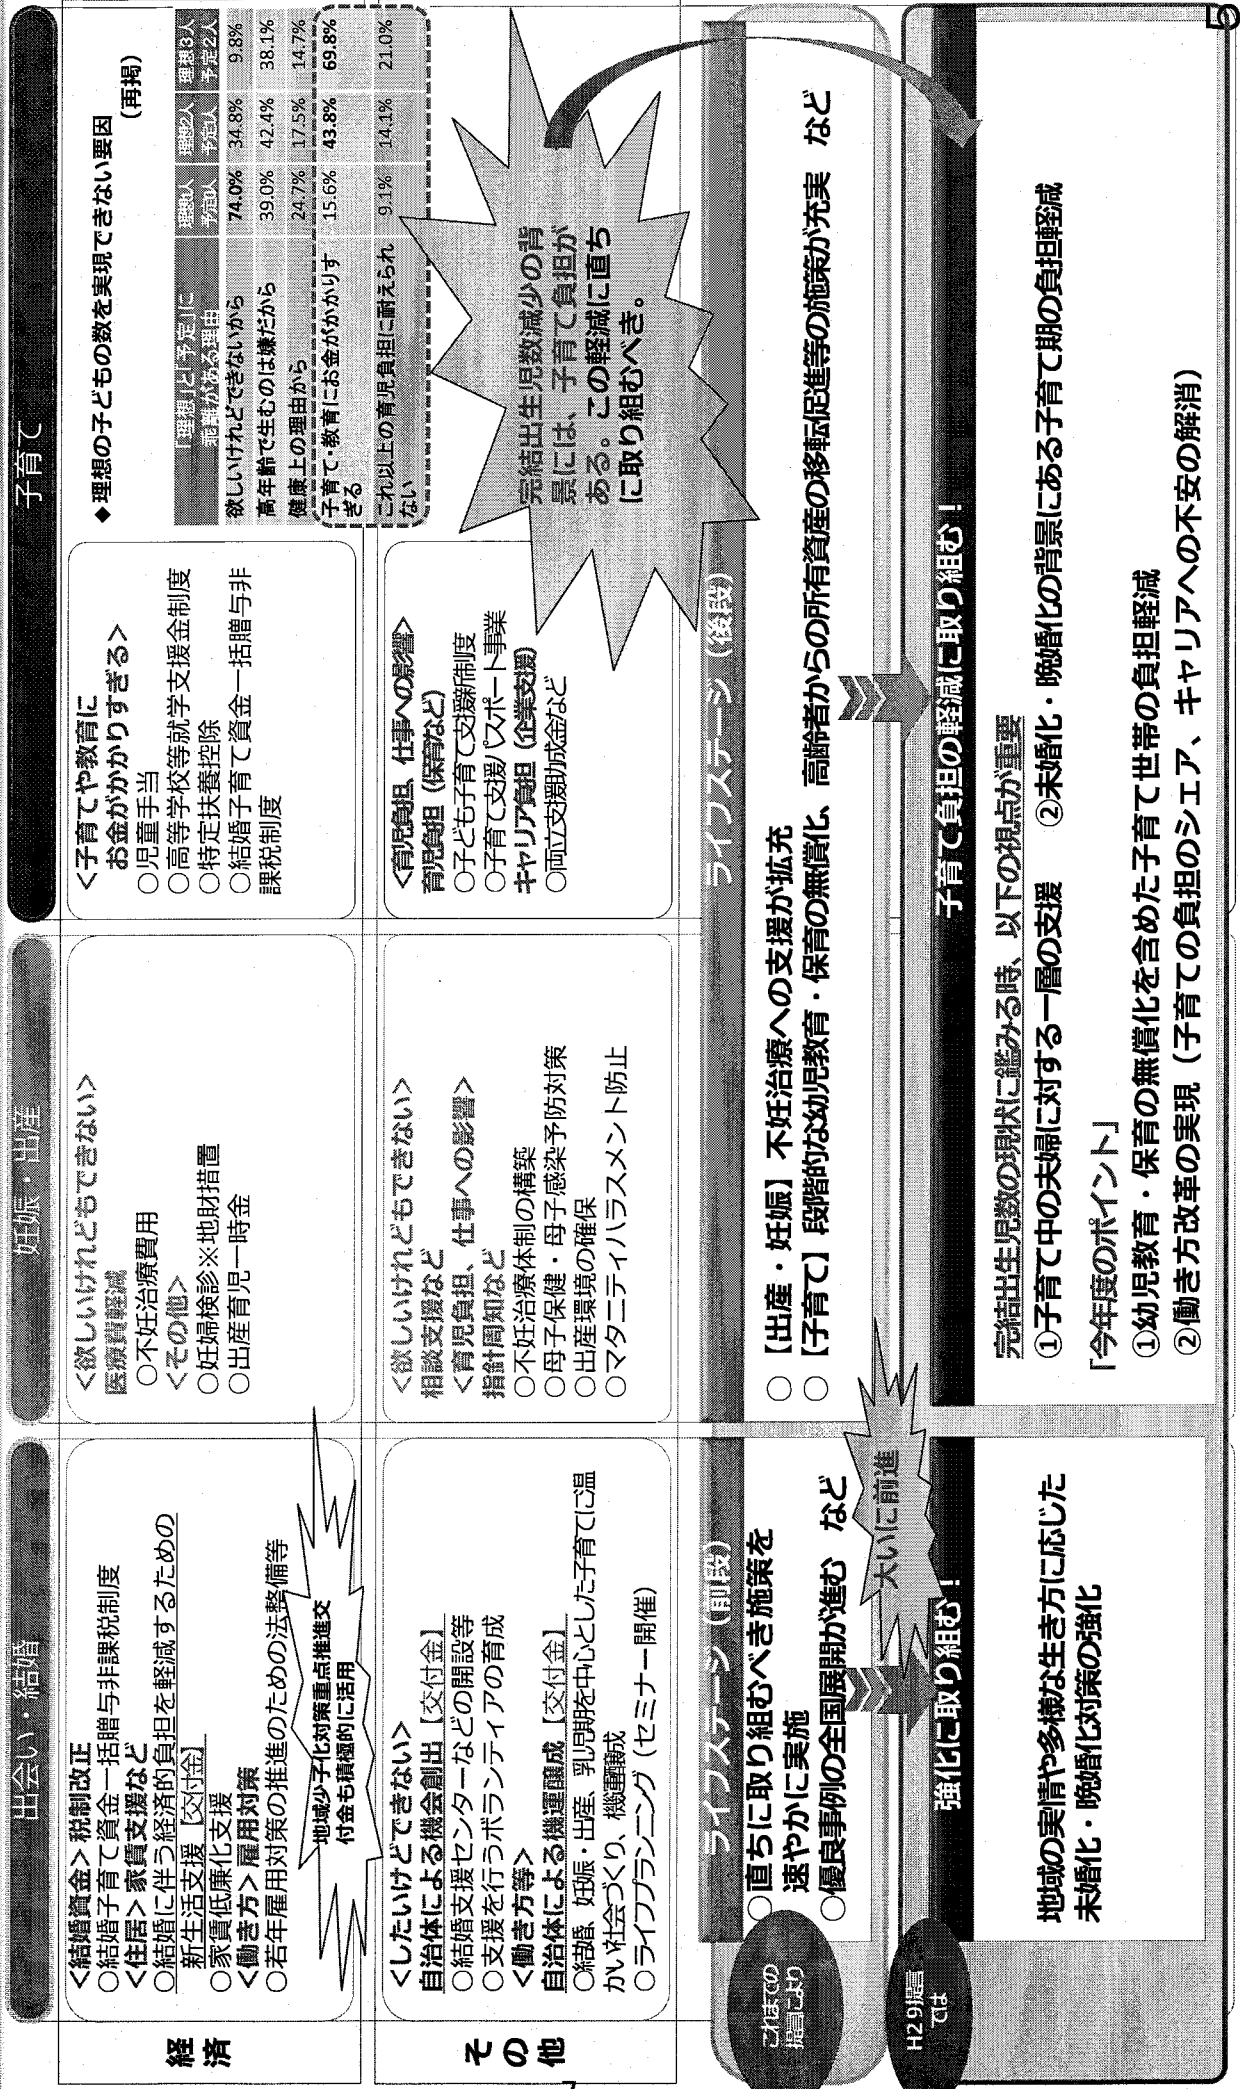 出会い・結婚
妊娠・出産
子育て
経済
＜結婚資金＞税制改正
○結婚子育て資金一括贈与非課税制度
＜住居＞家賃支援など
○結婚に伴う経済的負担を軽減するための
新生活支援【交付金】
○家賃低廉化支援
＜働き方＞雇用対策
○若年雇用対策の推進のための法整備等
地域少子化対策重点推進交
付金も積極的に活用
＜欲しいけれどもできない＞
医療費軽減
○不妊治療費用
＜その他＞
○妊婦検診※地財措置
○出産育児一時金
＜子育てや教育に
お金がかかりすぎる＞
○児童手当
○高等学校等就学支援金制度
○特定扶養控除
○結婚子育て資金一括贈与非
課税制度
◆理想の子どもの数を実現できない要因
（再掲）
「理想」と「予定」に
乖離がある理由
理想1人
予定0人
理想2人
予定1人
理想3人
予定2人
欲しいけれどできないから 74.0% 34.8% 9.8%
高年齢で生むのは嫌だから 39.0% 42.4% 38.1%
健康上の理由から 24.7% 17.5% 14.7%
子育て・教育にお金がかかりす
ぎる 15.6% 43.8% 69.8%
これ以上の育児負担に耐えられ
ない 9.1% 14.1% 21.0%
その他
＜したいけどできない＞
自治体による機会創出【交付金】
○結婚支援センターなどの開設等
○支援を行うボランティアの育成
＜働き方等＞
自治体による機運醸成【交付金】
○結婚、妊娠・出産、乳児期を中心とした子育てに温
かい社会づくり、機運醸成
○ライフプランニング（セミナー開催）
＜欲しいけれどもできない＞
相談支援など
＜育児負担、仕事への影響＞
指針周知など
○不妊治療体制の構築
○母子保健・母子感染予防対策
○出産環境の確保
○マタニティハラスメント防止
＜育児負担、仕事への影響＞
育児負担（保育など）
○子ども子育て支援新制度
○子育て支援パスポート事業
キャリア負担（企業支援）
○両立支援助成金など
完結出生児数減少の背
景には、子育て負担が
ある。この軽減に直ち
に取り組むべき。
ライフステージ（前段）
ライフステージ（後段）
これまでの
提言により
○直ちに取り組むべき施策を
速やかに実施
○優良事例の全国展開が進む など
○【出産・妊娠】不妊治療への支援が拡充
○【子育て】段階的な幼児教育・保育の無償化、高齢者からの所有資産の移転促進等の施策が充実 など
大いに前進
H29提言
では
強化に取り組む！
地域の実情や多様な生き方に応じた
未婚化・晩婚化対策の強化
子育て負担の軽減に取り組む！
完結出生児数の現状に鑑みる時、以下の視点が重要
①子育て中の夫婦に対する一層の支援 ②未婚化・晩婚化の背景にある子育て期の負担軽減
「今年度のポイント」
①幼児教育・保育の無償化を含めた子育て世帯の負担軽減
②働き方改革の実現（子育ての負担のシェア、キャリアへの不安の解消）
5